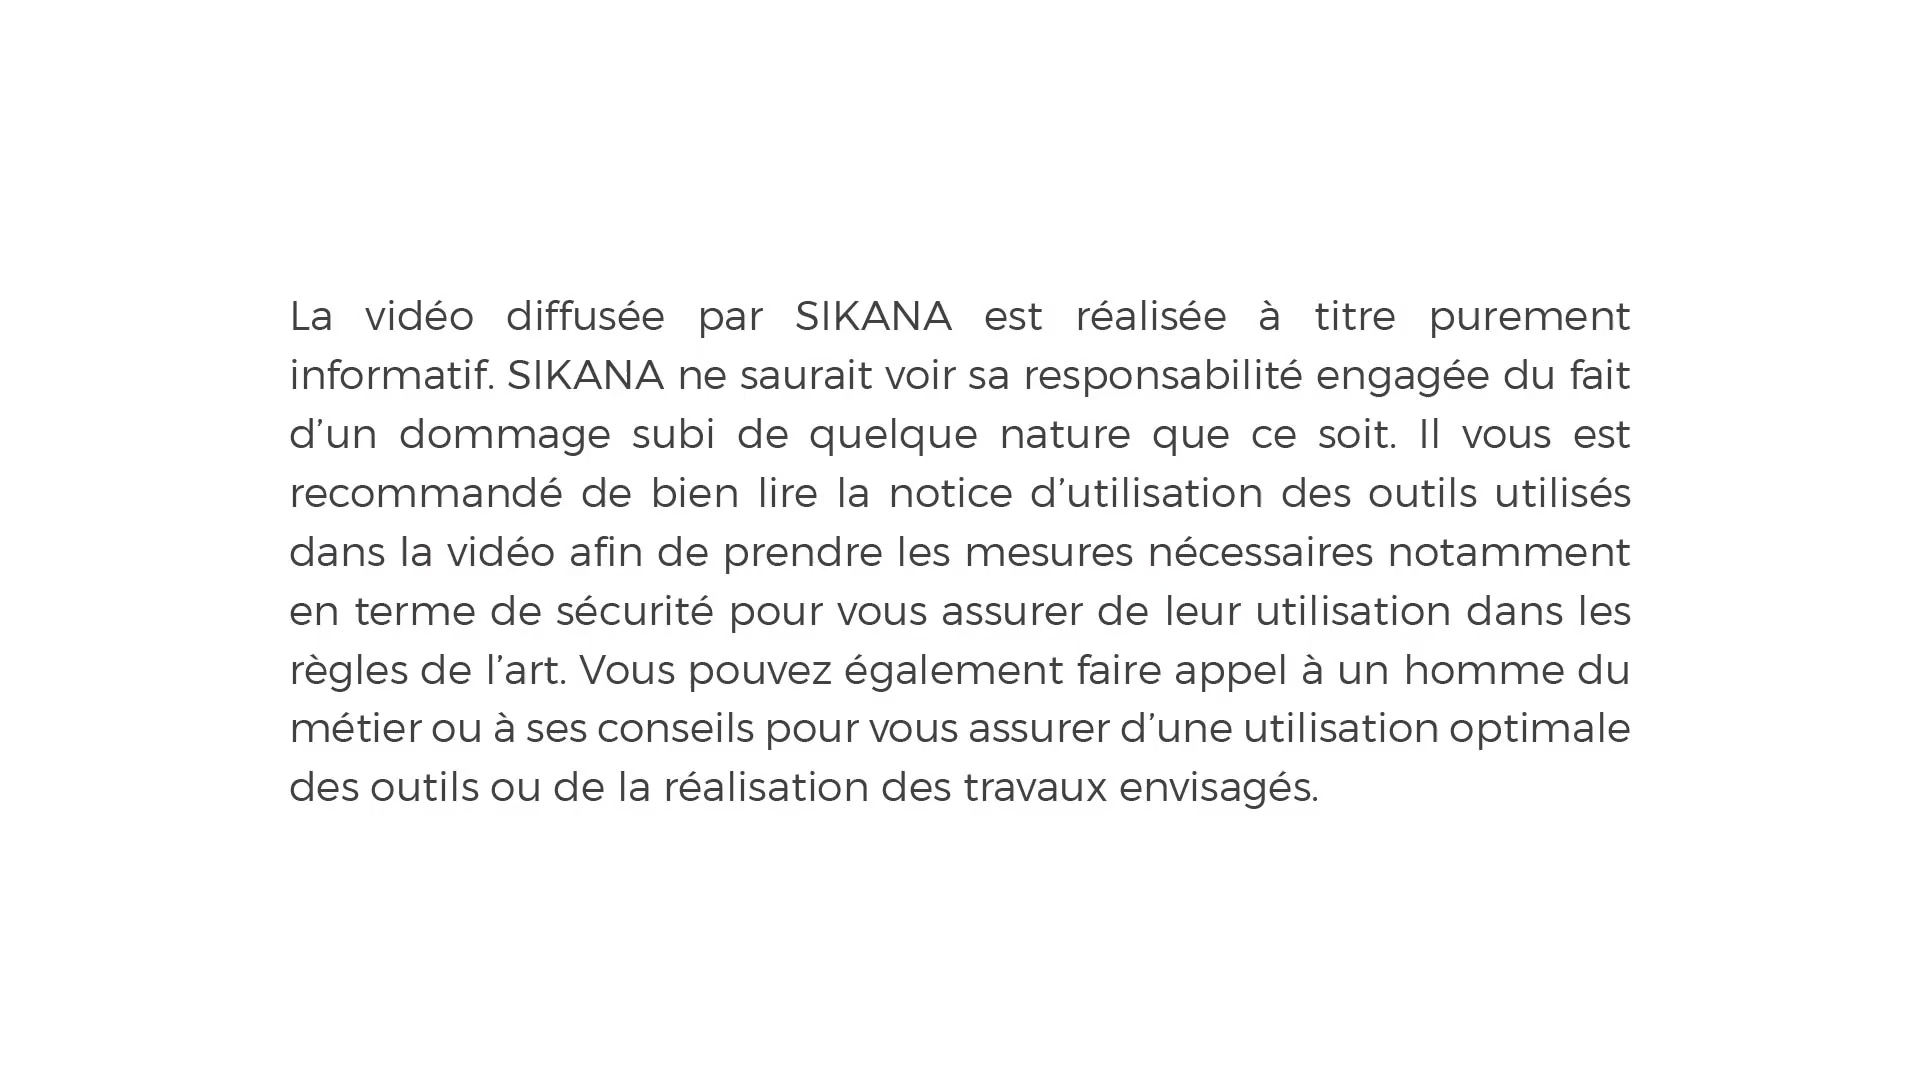 La vidéo diffusée par SIKANA est réalisée à titre purement
informatif. SIKANA ne saurait voir sa responsabilité engagée du fait
d’un dommage subi de quelque nature que ce soit. Il vous est
recommandé de bien lire la notice d’utilisation des outils utilisés
dans la vidéo afin de prendre les mesures nécessaires notamment
en terme de sécurité pour vous assurer de leur utilisation dans les
règles de l’art. Vous pouvez également faire appel à un homme du
métier ou à ses conseils pour vous assurer d’une utilisation optimale
des outils ou de la réalisation des travaux envisagés.